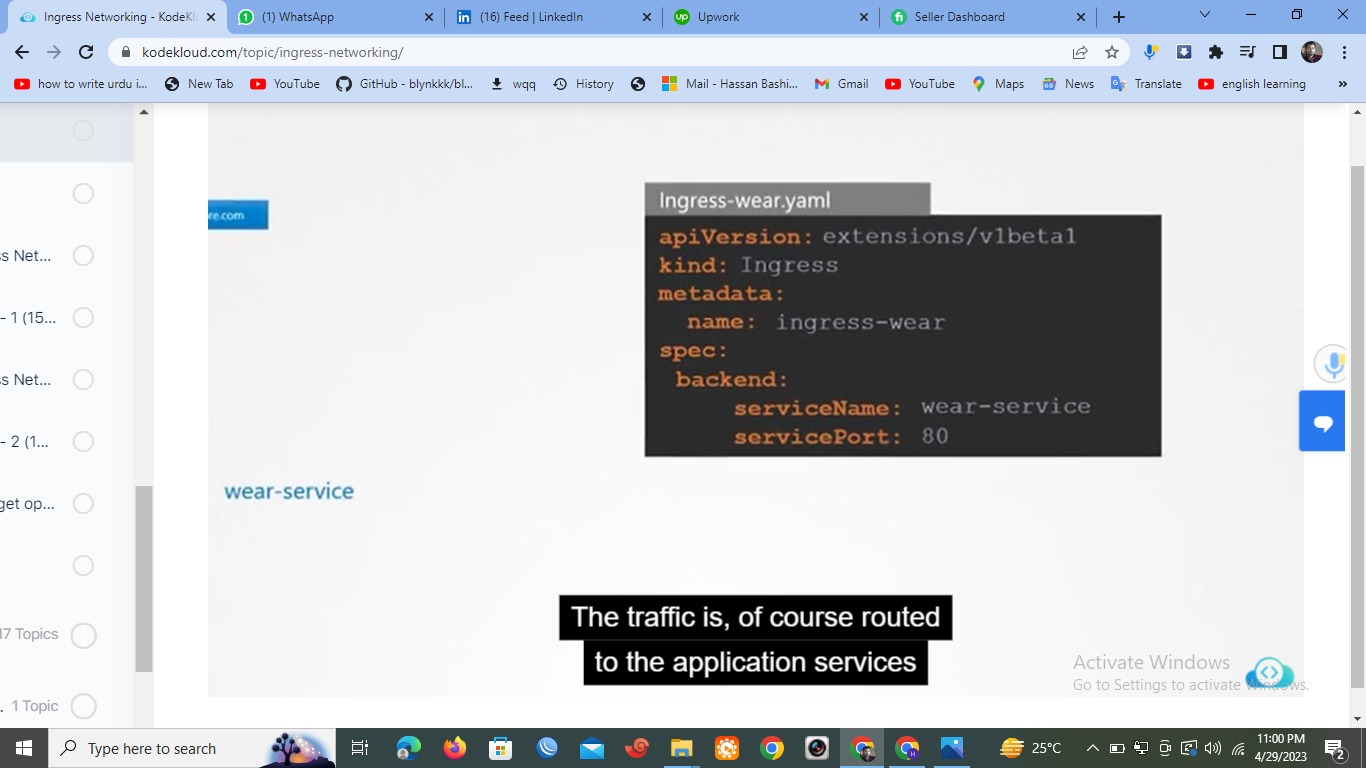 Ingress Networking - KodeKl
(1) WhatsApp
(16) Feed | LinkedIn
Upwork
Seller Dashboard
kodekloud.com/topic/ingress-networking/
how to write urdu i...
New Tab
YouTube
GitHub - blynkkk/bl...
wqq
History
Mail - Hassan Bashi...
Gmail
YouTube
Maps
News
Translate
english learning
»
re.com
Ingress-wear.yaml
apiVersion: extensions/v1beta1
kind: Ingress
metadata:
name: ingress-wear
spec:
backend:
serviceName: wear-service
servicePort: 80
s Net...
- 1 (15...
s Net...
- 2 (1...
get op...
17 Topics
. 1 Topic
wear-service
The traffic is, of course routed
to the application services
Activate Windows
Go to Settings to activate Windows.
Type here to search
25°C
11:00 PM
4/29/2023
2